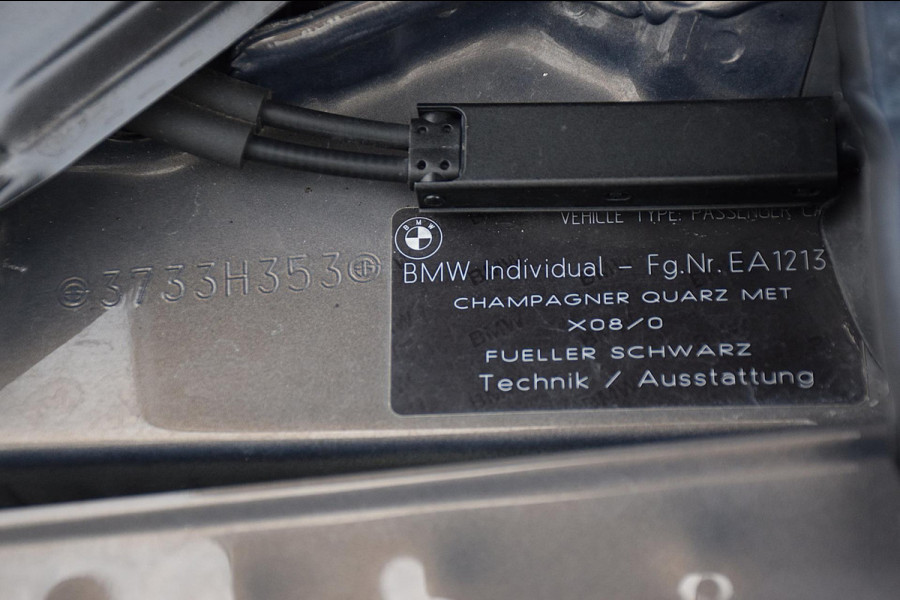 VEHICLE TYPE: PASSENGER
BMW
BMW Individual - Fg.Nr. EA1213
CHAMPAGNER QUARZ MET
X08/0
FUELLER SCHWARZ
Technik / Ausstattung
3733H353